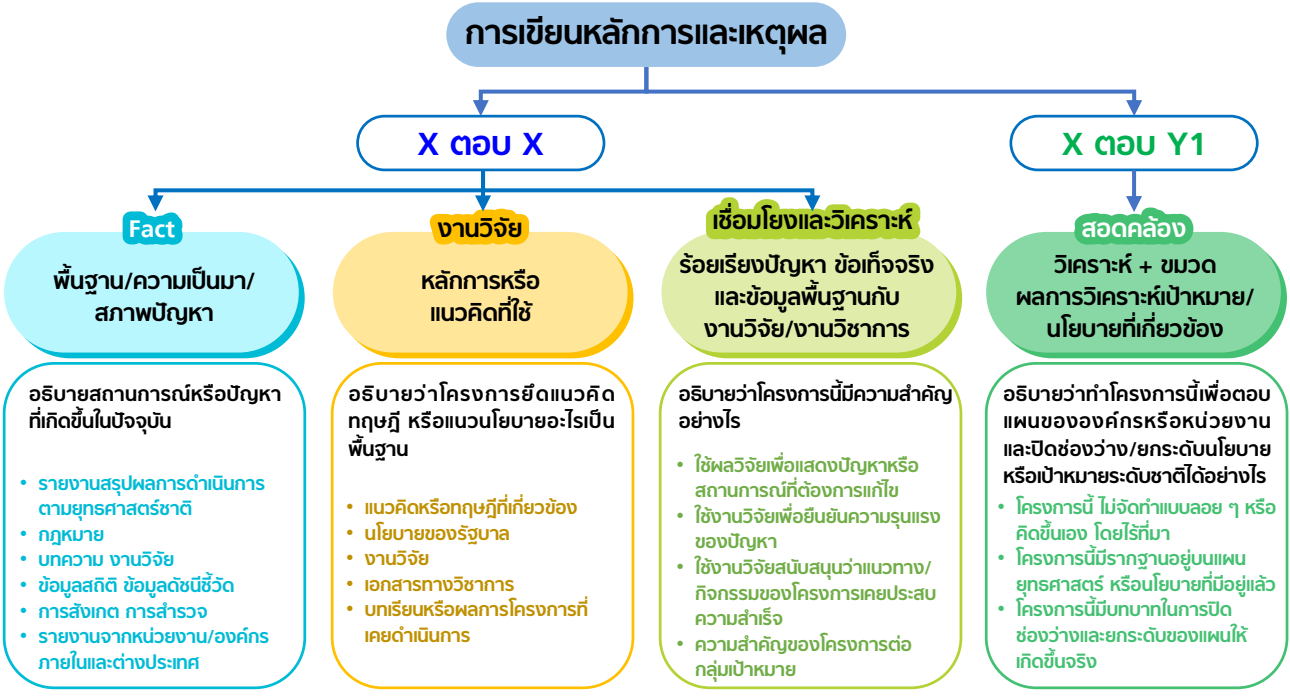 การเขียนหลักการและเหตุผล
X ตอบ X
X ตอบ Y1
Fact
พื้นฐาน/ความเป็นมา/
สภาพปัญหา
อธิบายสถานการณ์หรือปัญหา
ที่เกิดขึ้นในปัจจุบัน
• รายงานสรุปผลการดำเนินการ
ตามยุทธศาสตร์ชาติ
• กฎหมาย
• บทความ งานวิจัย
• ข้อมูลสถิติ ข้อมูลดัชนีชี้วัด
• การสังเกต การสำรวจ
• รายงานจากหน่วยงาน/องค์กร
ภายในและต่างประเทศ
งานวิจัย
หลักการหรือ
แนวคิดที่ใช้
อธิบายว่าโครงการยึดแนวคิด
ทฤษฎี หรือแนวนโยบายอะไรเป็น
พื้นฐาน
• แนวคิดหรือทฤษฎีที่เกี่ยวข้อง
• นโยบายของรัฐบาล
• งานวิจัย
• เอกสารทางวิชาการ
• บทเรียนหรือผลการโครงการที่
เคยดำเนินการ
เชื่อมโยงและวิเคราะห์
ร้อยเรียงปัญหา ข้อเท็จจริง
และข้อมูลพื้นฐานกับ
งานวิจัย/งานวิชาการ
อธิบายว่าโครงการนี้มีความสำคัญ
อย่างไร
• ใช้ผลวิจัยเพื่อแสดงปัญหาหรือ
สถานการณ์ที่ต้องการแก้ไข
• ใช้งานวิจัยเพื่อยืนยันความรุนแรง
ของปัญหา
• ใช้งานวิจัยสนับสนุนว่าแนวทาง/
กิจกรรมของโครงการเคยประสบ
ความสำเร็จ
• ความสำคัญของโครงการต่อ
กลุ่มเป้าหมาย
สอดคล้อง
วิเคราะห์ + ขมวด
ผลการวิเคราะห์เป้าหมาย/
นโยบายที่เกี่ยวข้อง
อธิบายว่าทำโครงการนี้เพื่อตอบ
แผนขององค์กรหรือหน่วยงาน
และปิดช่องว่าง/ยกระดับนโยบาย
หรือเป้าหมายระดับชาติได้อย่างไร
• โครงการนี้ ไม่จัดทำแบบลอย ๆ หรือ
คิดขึ้นเอง โดยไร้ที่มา
• โครงการนี้มีรากฐานอยู่บนแผน
ยุทธศาสตร์ หรือนโยบายที่มีอยู่แล้ว
• โครงการนี้มีบทบาทในการปิด
ช่องว่างและยกระดับของแผนให้
เกิดขึ้นจริง